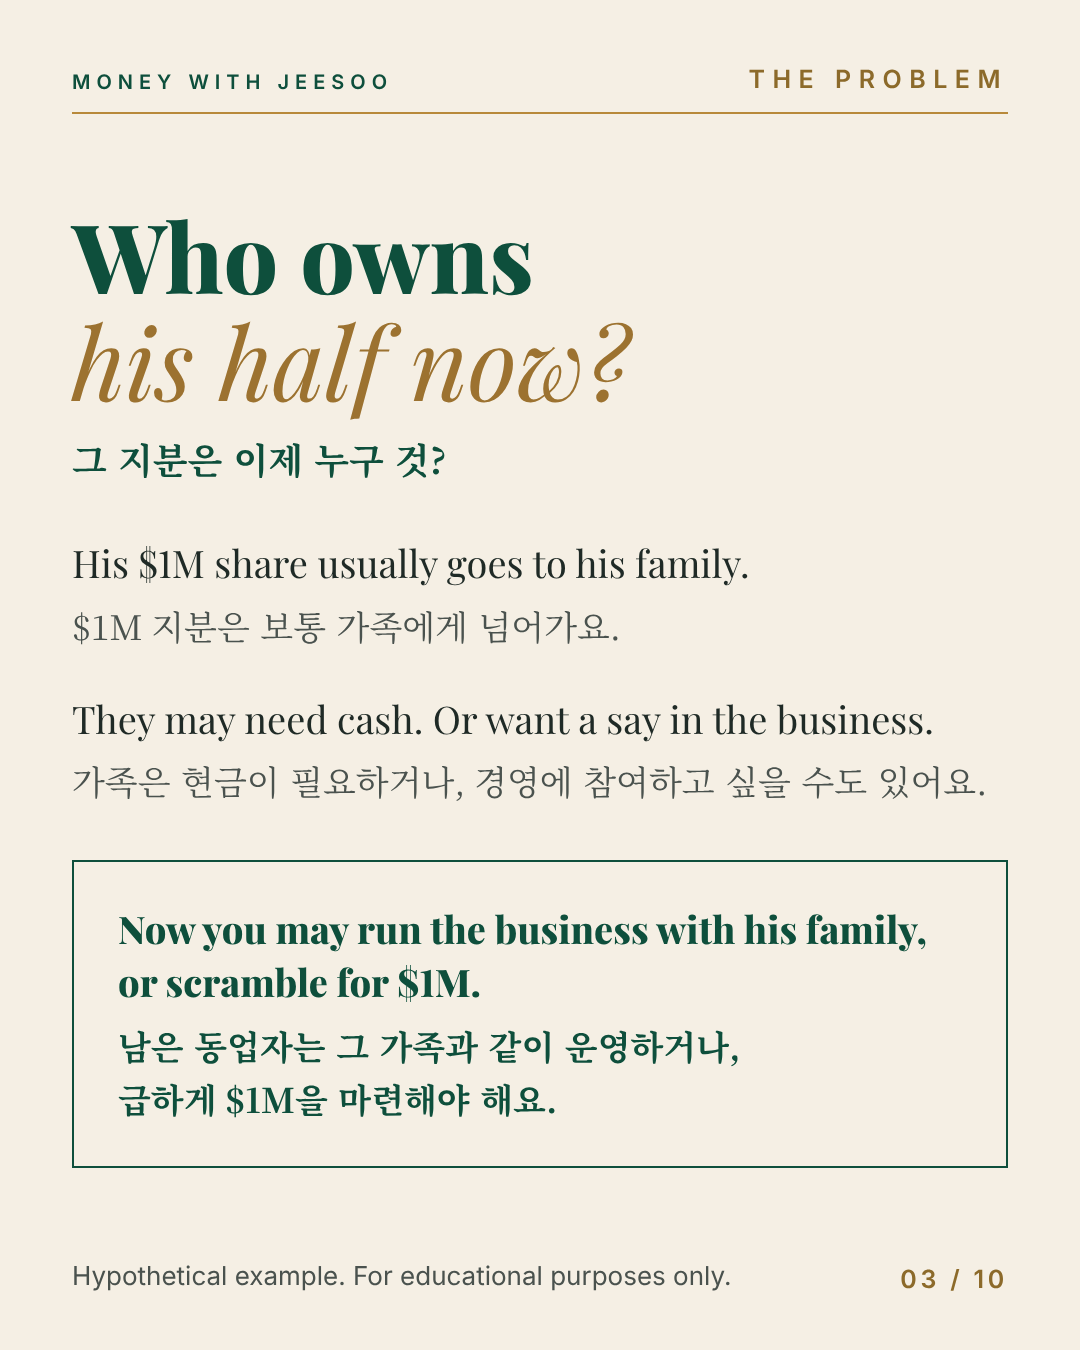 MONEY WITH JEESOO
THE PROBLEM
Who owns
his half now?
그 지분은 이제 누구 것?
His $1M share usually goes to his family.
$1M 지분은 보통 가족에게 넘어가요.
They may need cash. Or want a say in the business.
가족은 현금이 필요하거나, 경영에 참여하고 싶을 수도 있어요.
Now you may run the business with his family,
or scramble for $1M.
남은 동업자는 그 가족과 같이 운영하거나,
급하게 $1M을 마련해야 해요.
Hypothetical example. For educational purposes only.
03 / 10